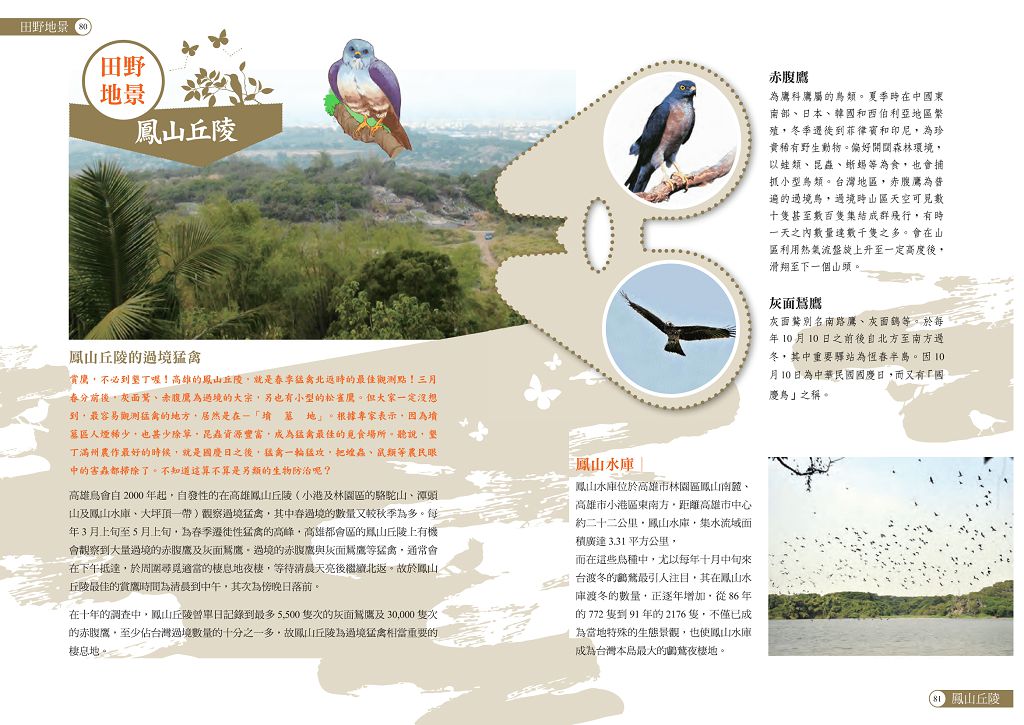 田野地景 80
田野
地景
鳳山丘陵
鳳山丘陵的過境猛禽
賞鷹，不必到墾丁喔！高雄的鳳山丘陵，就是春季猛禽北返時的最佳觀測點！三月
春分前後，灰面鵟、赤腹鷹為過境的大宗，另也有小型的松雀鷹。但大家一定沒想
到，最容易觀測猛禽的地方，居然是在－「墳　墓　地」。根據專家表示，因為墳
墓區人煙稀少，也甚少除草，昆蟲資源豐富，成為猛禽最佳的覓食場所。聽說，墾
丁滿州農作最好的時候，就是國慶日之後，猛禽一輪猛攻，把蝗蟲、鼠類等農民眼
中的害蟲都掃除了。不知道這算不算是另類的生物防治呢？
高雄鳥會自 2000 年起，自發性的在高雄鳳山丘陵（小港及林園區的駱駝山、潭頭
山及鳳山水庫、大坪頂一帶）觀察過境猛禽，其中春過境的數量又較秋季為多。每
年 3 月上旬至 5 月上旬，為春季遷徙性猛禽的高峰，高雄都會區的鳳山丘陵上有機
會觀察到大量過境的赤腹鷹及灰面鵟鷹。過境的赤腹鷹與灰面鵟鷹等猛禽，通常會
在下午抵達，於周圍尋覓適當的棲息地夜棲，等待清晨天亮後繼續北返。故於鳳山
丘陵最佳的賞鷹時間為清晨到中午，其次為傍晚日落前。
在十年的調查中，鳳山丘陵曾單日記錄到最多 5,500 隻次的灰面鵟鷹及 30,000 隻次
的赤腹鷹，至少佔台灣過境數量的十分之一多，故鳳山丘陵為過境猛禽相當重要的
棲息地。
赤腹鷹
為鷹科鷹屬的鳥類。夏季時在中國東
南部、日本、韓國和西伯利亞地區繁
殖，冬季遷徙到菲律賓和印尼，為珍
貴稀有野生動物。偏好開闊森林環境，
以蛙類、昆蟲、蜥蜴等為食，也會捕
抓小型鳥類。台灣地區，赤腹鷹為普
遍的過境鳥，過境時山區天空可見數
十隻甚至數百隻集結成群飛行，有時
一天之內數量達數千隻之多。會在山
區利用熱氣流盤旋上升至一定高度後，
滑翔至下一個山頭。
灰面鵟鷹
灰面鵟別名南路鷹、灰面鷂等。於每
年 10 月 10 日之前後自北方至南方過
冬，其中重要驛站為恆春半島。因 10
月 10 日為中華民國國慶日，而又有「國
慶鳥」之稱。
鳳山水庫
鳳山水庫位於高雄市林園區鳳山南麓、
高雄市小港區東南方，距離高雄市中心
約二十二公里，鳳山水庫，集水流域面
積廣達 3.31 平方公里，
而在這些鳥種中，尤以每年十月中旬來
台渡冬的鸕鶿最引人注目，其在鳳山水
庫渡冬的數量，正逐年增加，從 86 年
的 772 隻到 91 年的 2176 隻，不僅已成
為當地特殊的生態景觀，也使鳳山水庫
成為台灣本島最大的鸕鶿夜棲地。
81 鳳山丘陵